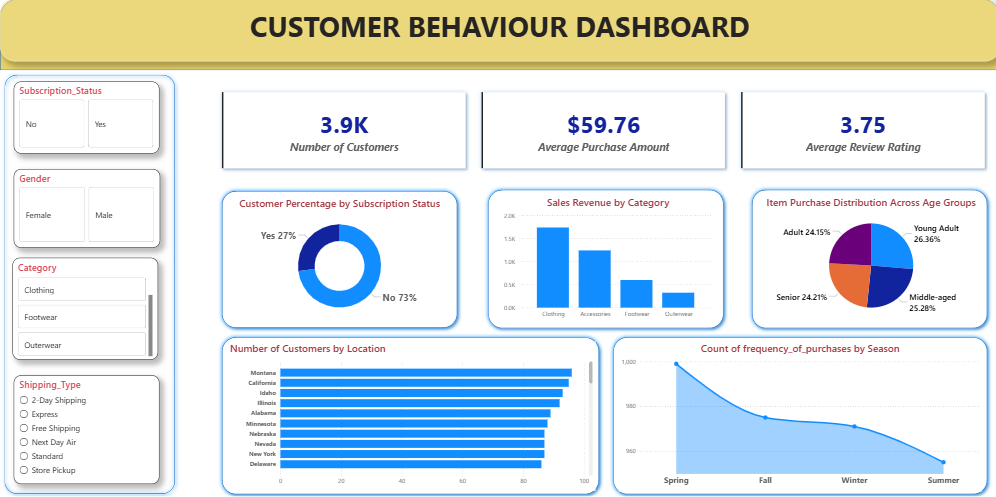 CUSTOMER BEHAVIOUR DASHBOARD
Subscription_Status
No
Yes
Gender
Female
Male
Category
Clothing
Footwear
Outerwear
Shipping_Type
2-Day Shipping
Express
Free Shipping
Next Day Air
Standard
Store Pickup
3.9K
Number of Customers
$59.76
Average Purchase Amount
3.75
Average Review Rating
Customer Percentage by Subscription Status
Yes 27%
No 73%
Sales Revenue by Category
2.0K
1.5K
1.0K
0.5K
0.0K
Clothing
Accessories
Footwear
Outerwear
Item Purchase Distribution Across Age Groups
Adult 24.15%
Young Adult
26.36%
Senior 24.21%
Middle-aged
25.28%
Number of Customers by Location
Montana
California
Idaho
Illinois
Alabama
Minnesota
Nebraska
Nevada
New York
Delaware
0
20
40
60
80
100
Count of frequency_of_purchases by Season
1,000
980
960
Spring
Fall
Winter
Summer